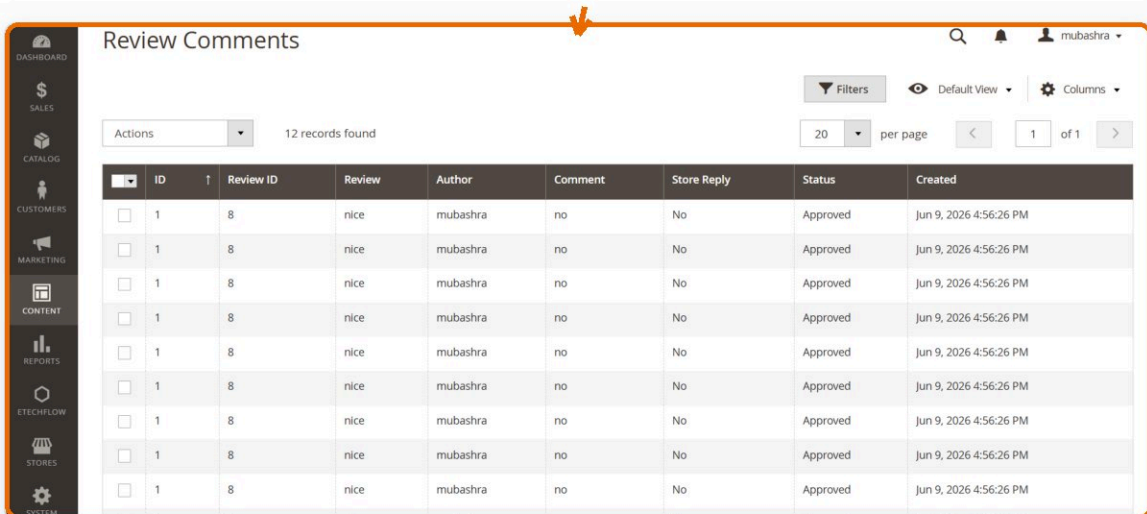 Review Comments
mubashra
DASHBOARD
SALES
CATALOG
CUSTOMERS
MARKETING
CONTENT
REPORTS
ETECHFLOW
STORES
SYSTEM
Filters
Default View
Columns
Actions
12 records found
20 per page 1 of 1
ID ↑ Review ID Review Author Comment Store Reply Status Created
1 8 nice mubashra no No Approved Jun 9, 2026 4:56:26 PM
1 8 nice mubashra no No Approved Jun 9, 2026 4:56:26 PM
1 8 nice mubashra no No Approved Jun 9, 2026 4:56:26 PM
1 8 nice mubashra no No Approved Jun 9, 2026 4:56:26 PM
1 8 nice mubashra no No Approved Jun 9, 2026 4:56:26 PM
1 8 nice mubashra no No Approved Jun 9, 2026 4:56:26 PM
1 8 nice mubashra no No Approved Jun 9, 2026 4:56:26 PM
1 8 nice mubashra no No Approved Jun 9, 2026 4:56:26 PM
1 8 nice mubashra no No Approved Jun 9, 2026 4:56:26 PM